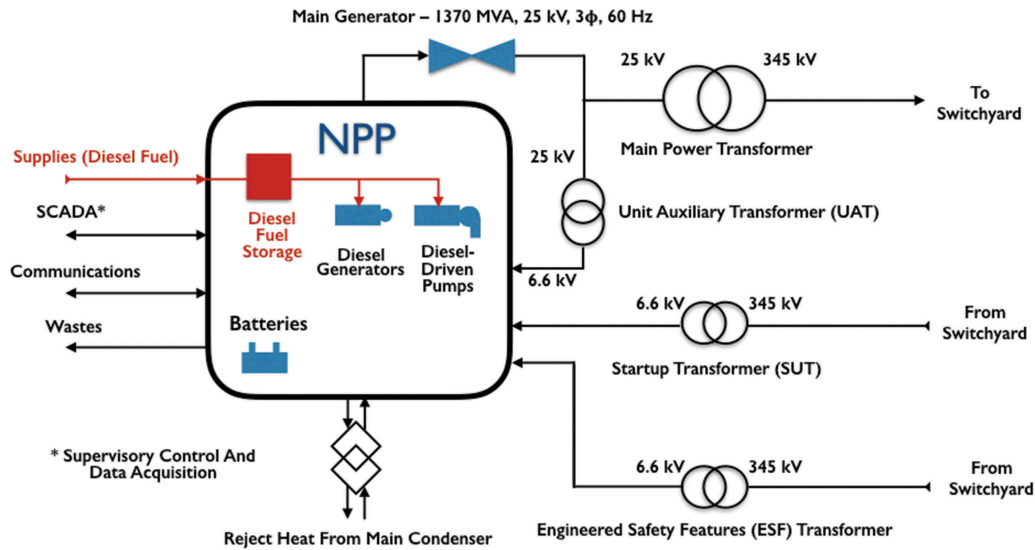 Main Generator – 1370 MVA, 25 kV, 3ϕ, 60 Hz
25 kV
345 kV
To
Switchyard
Main Power Transformer
NPP
Supplies (Diesel Fuel)
25 kV
SCADA*
Unit Auxiliary Transformer (UAT)
Diesel
Fuel
Storage
Diesel
Generators
Diesel-
Driven
Pumps
Communications
6.6 kV
Wastes
Batteries
6.6 kV
345 kV
From
Switchyard
Startup Transformer (SUT)
* Supervisory Control And
Data Acquisition
6.6 kV
345 kV
From
Switchyard
Engineered Safety Features (ESF) Transformer
Reject Heat From Main Condenser